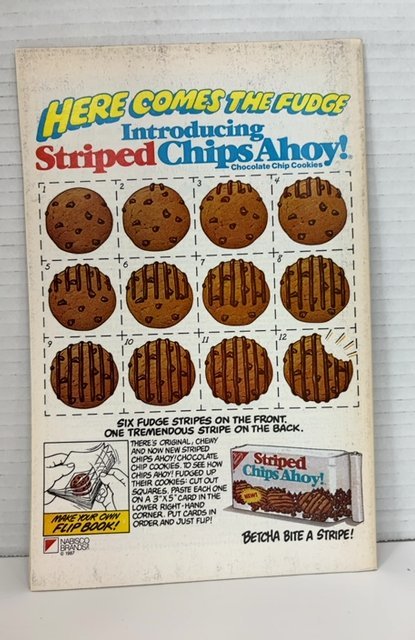 HERE COMES THE FUDGE
Introducing
Striped Chips Ahoy!®
Chocolate Chip Cookies
1 2 3 4
5 6 7 8
9 10 11 12
SIX FUDGE STRIPES ON THE FRONT.
ONE TREMENDOUS STRIPE ON THE BACK.
THERE'S ORIGINAL, CHEWY
AND NOW NEW STRIPED
CHIPS AHOY! CHOCOLATE
CHIP COOKIES. TO SEE HOW
CHIPS AHOY! FUDGED UP
THEIR COOKIES: CUT OUT
SQUARES. PASTE EACH ONE
ON A 3"X5" CARD IN THE
LOWER RIGHT-HAND
CORNER. PUT CARDS IN
ORDER AND JUST FLIP!
MAKE YOUR OWN
FLIP BOOK!
NABISCO
BRANDS
© 1987
Striped
Chips Ahoy!
NEW!
BETCHA BITE A STRIPE!